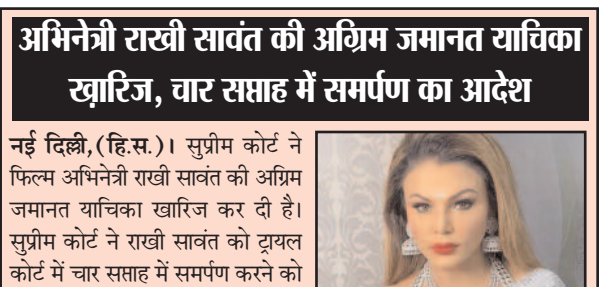 अभिनेत्री राखी सावंत की अग्रिम जमानत याचिका
ख़ारिज, चार सप्ताह में समर्पण का आदेश
नई दिल्ली,(हि.स.)। सुप्रीम कोर्ट ने
फिल्म अभिनेत्री राखी सावंत की अग्रिम
जमानत याचिका खारिज कर दी है।
सुप्रीम कोर्ट ने राखी सावंत को ट्रायल
कोर्ट में चार सप्ताह में समर्पण करने को